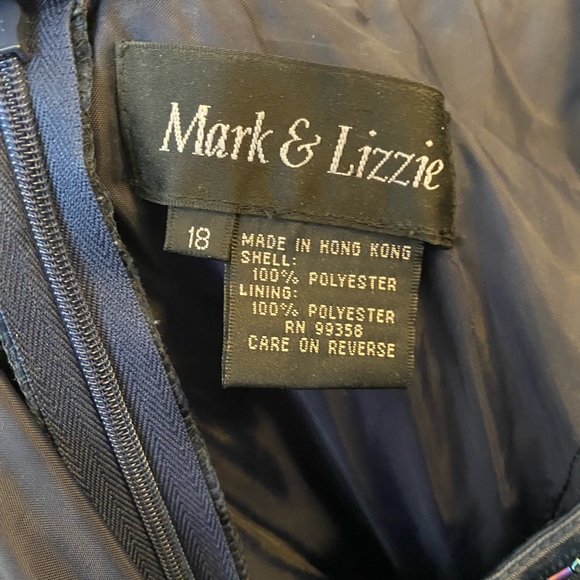 Mark & Lizzie
18
MADE IN HONG KONG
SHELL:
100% POLYESTER
LINING:
100% POLYESTER
RN 99358
CARE ON REVERSE